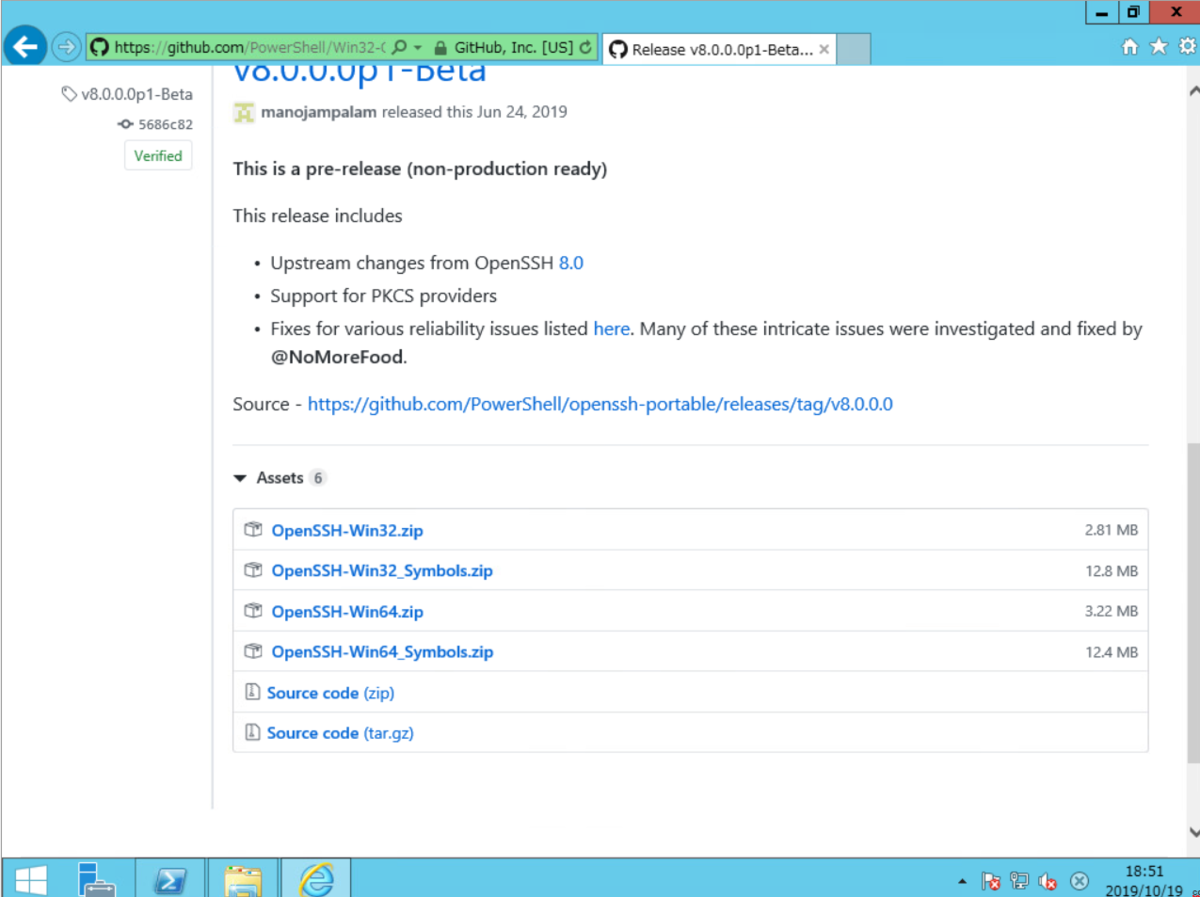 https://github.com/PowerShell/Win32-
GitHub, Inc. [US]
Release v8.0.0.0p1-Beta...
v8.0.0.0p1-Beta
v8.0.0.0p1-Beta
5686c82
Verified
manojampalam released this Jun 24, 2019
This is a pre-release (non-production ready)
This release includes
• Upstream changes from OpenSSH 8.0
• Support for PKCS providers
• Fixes for various reliability issues listed here. Many of these intricate issues were investigated and fixed by
@NoMoreFood.
Source - https://github.com/PowerShell/openssh-portable/releases/tag/v8.0.0.0
Assets 6
OpenSSH-Win32.zip 2.81 MB
OpenSSH-Win32_Symbols.zip 12.8 MB
OpenSSH-Win64.zip 3.22 MB
OpenSSH-Win64_Symbols.zip 12.4 MB
Source code (zip)
Source code (tar.gz)
18:51
2019/10/19